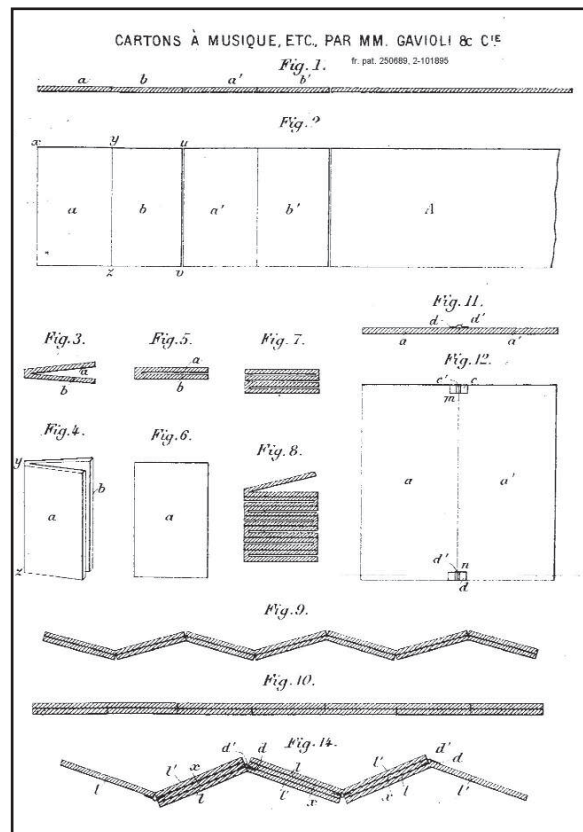 CARTONS À MUSIQUE, ETC., PAR MM. GAVIOLI & CIE
fr. pat. 250689, 2-101895
Fig. 1.
a b a' b'
Fig. 2
x y u
a b a' b' A
z v
Fig. 3.
a
b
Fig. 5.
a
b
Fig. 7.
Fig. 11.
d d'
a a'
Fig. 12.
c' c
m
a a'
d' n
d
Fig. 4.
y
a b
z
Fig. 6.
a
Fig. 8.
Fig. 9.
Fig. 10.
Fig. 14.
l l' x l d' d l l' x l' l x d' d l'